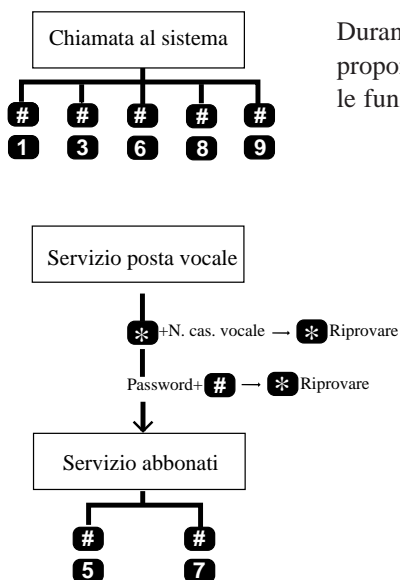 Chiamata al sistema
# # # # #
1 3 6 8 9
Duran
propor
le fun
Servizio posta vocale
*+N. cas. vocale → * Riprovare
Password+ # → * Riprovare
Servizio abbonati
# #
5 7